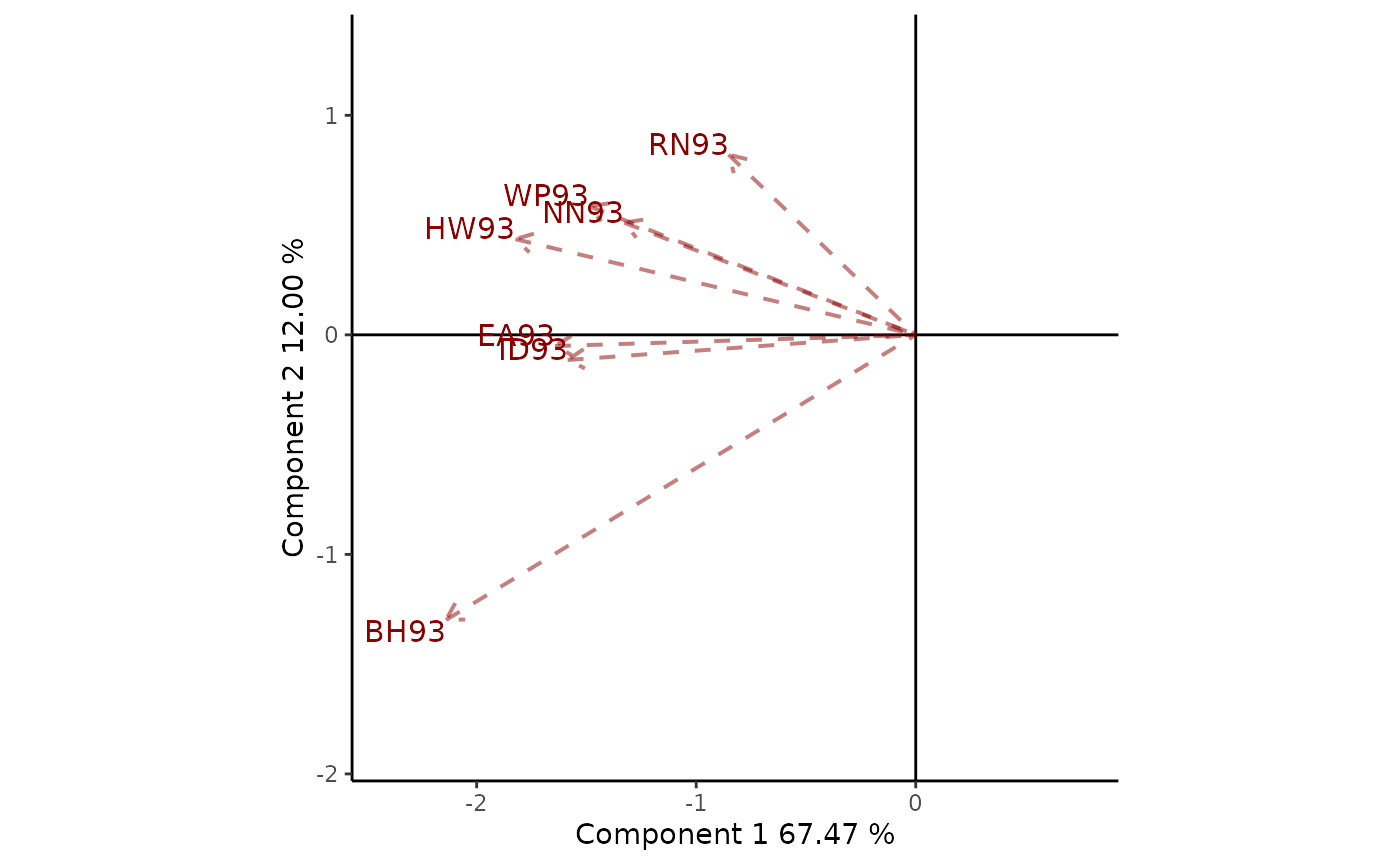 1
RN93
WP93
NN93
HW93
0
EA93
ID93
-1
BH93
-2
-2
-1
0
Component 1 67.47 %
Component 2 12.00 %